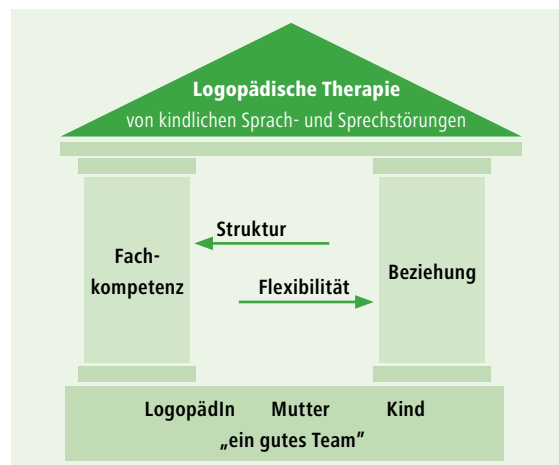 Logopädische Therapie
von kindlichen Sprach- und Sprechstörungen
Struktur
Fach-
kompetenz
Flexibilität
Beziehung
LogopädIn Mutter Kind
„ein gutes Team”